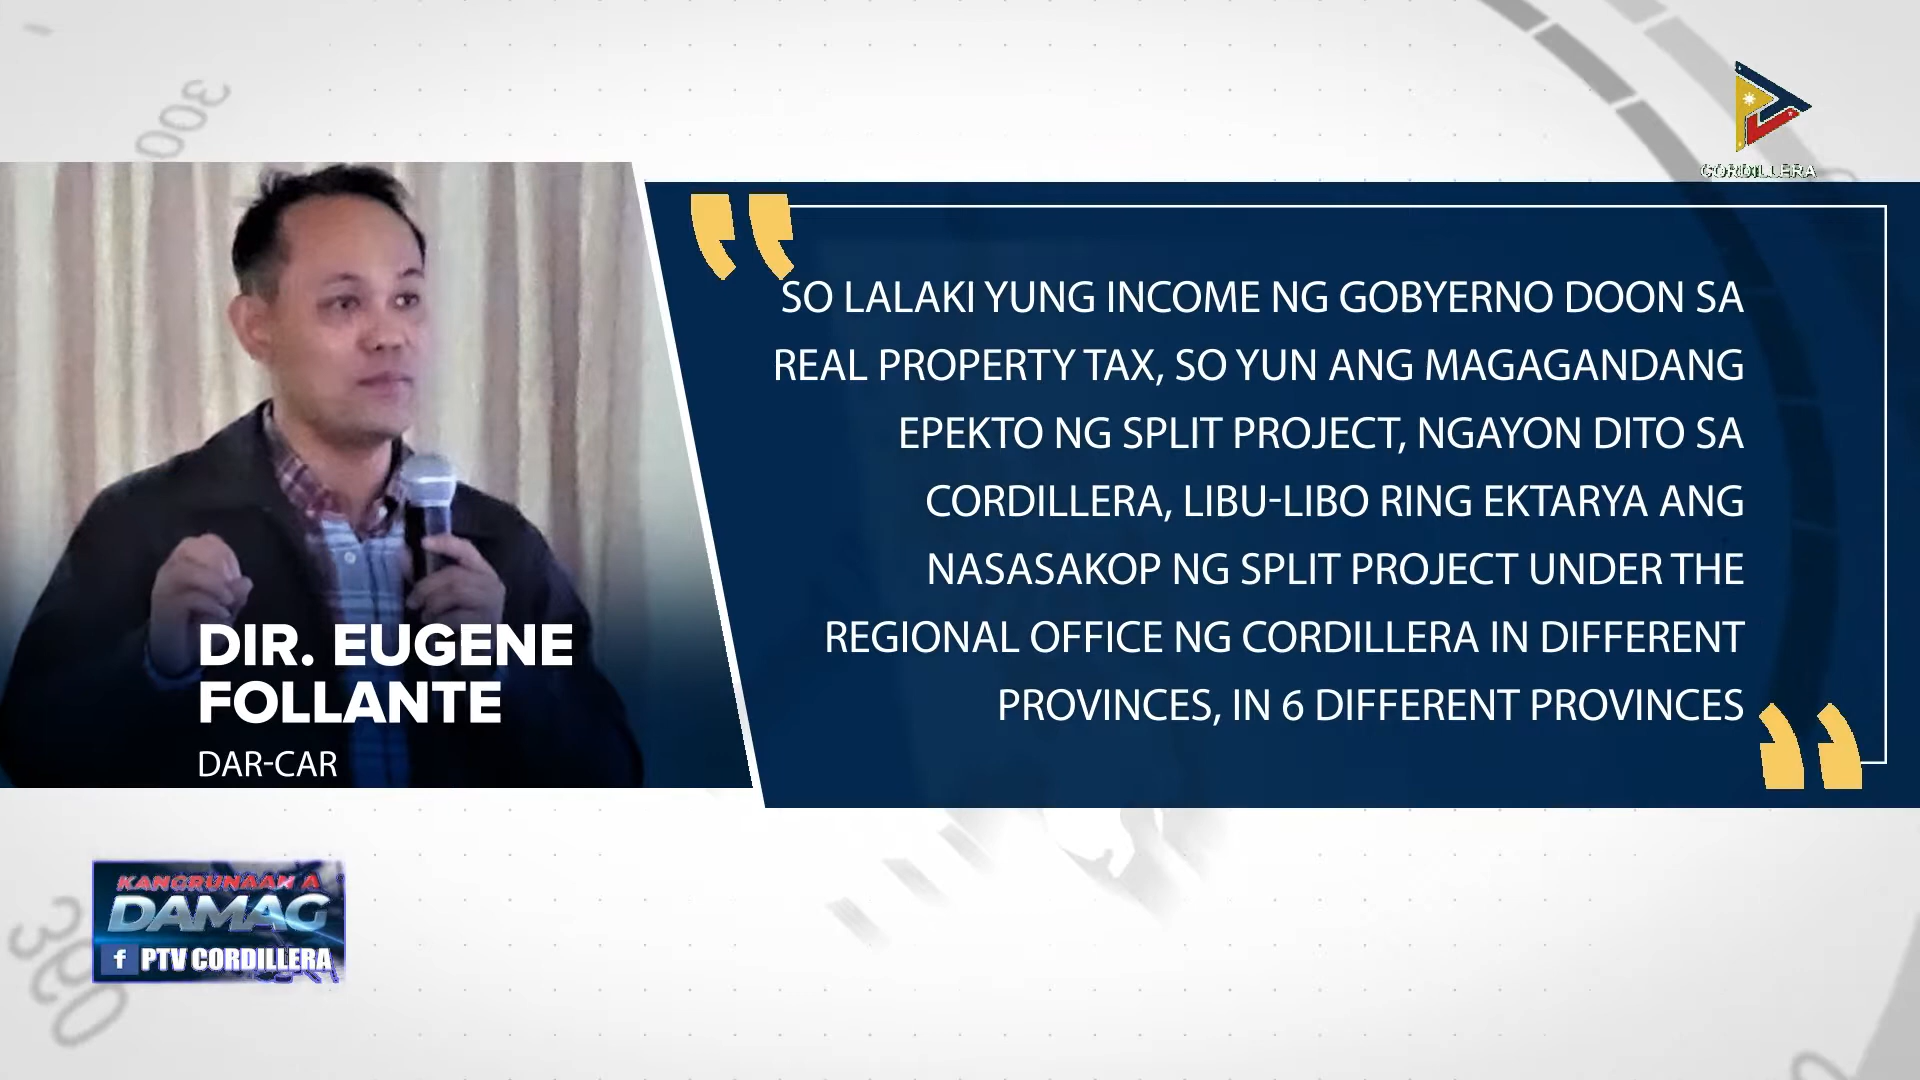 300
CORDILLERA
SO LALAKI YUNG INCOME NG GOBYERNO DOON SA
REAL PROPERTY TAX, SO YUN ANG MAGAGANDANG
EPEKTO NG SPLIT PROJECT, NGAYON DITO SA
CORDILLERA, LIBU-LIBO RING EKTARYA ANG
NASASAKOP NG SPLIT PROJECT UNDER THE
REGIONAL OFFICE NG CORDILLERA IN DIFFERENT
PROVINCES, IN 6 DIFFERENT PROVINCES
DIR. EUGENE
FOLLANTE
DAR-CAR
KANGRUNAAN A
DAMAG
f PTV CORDILLERA